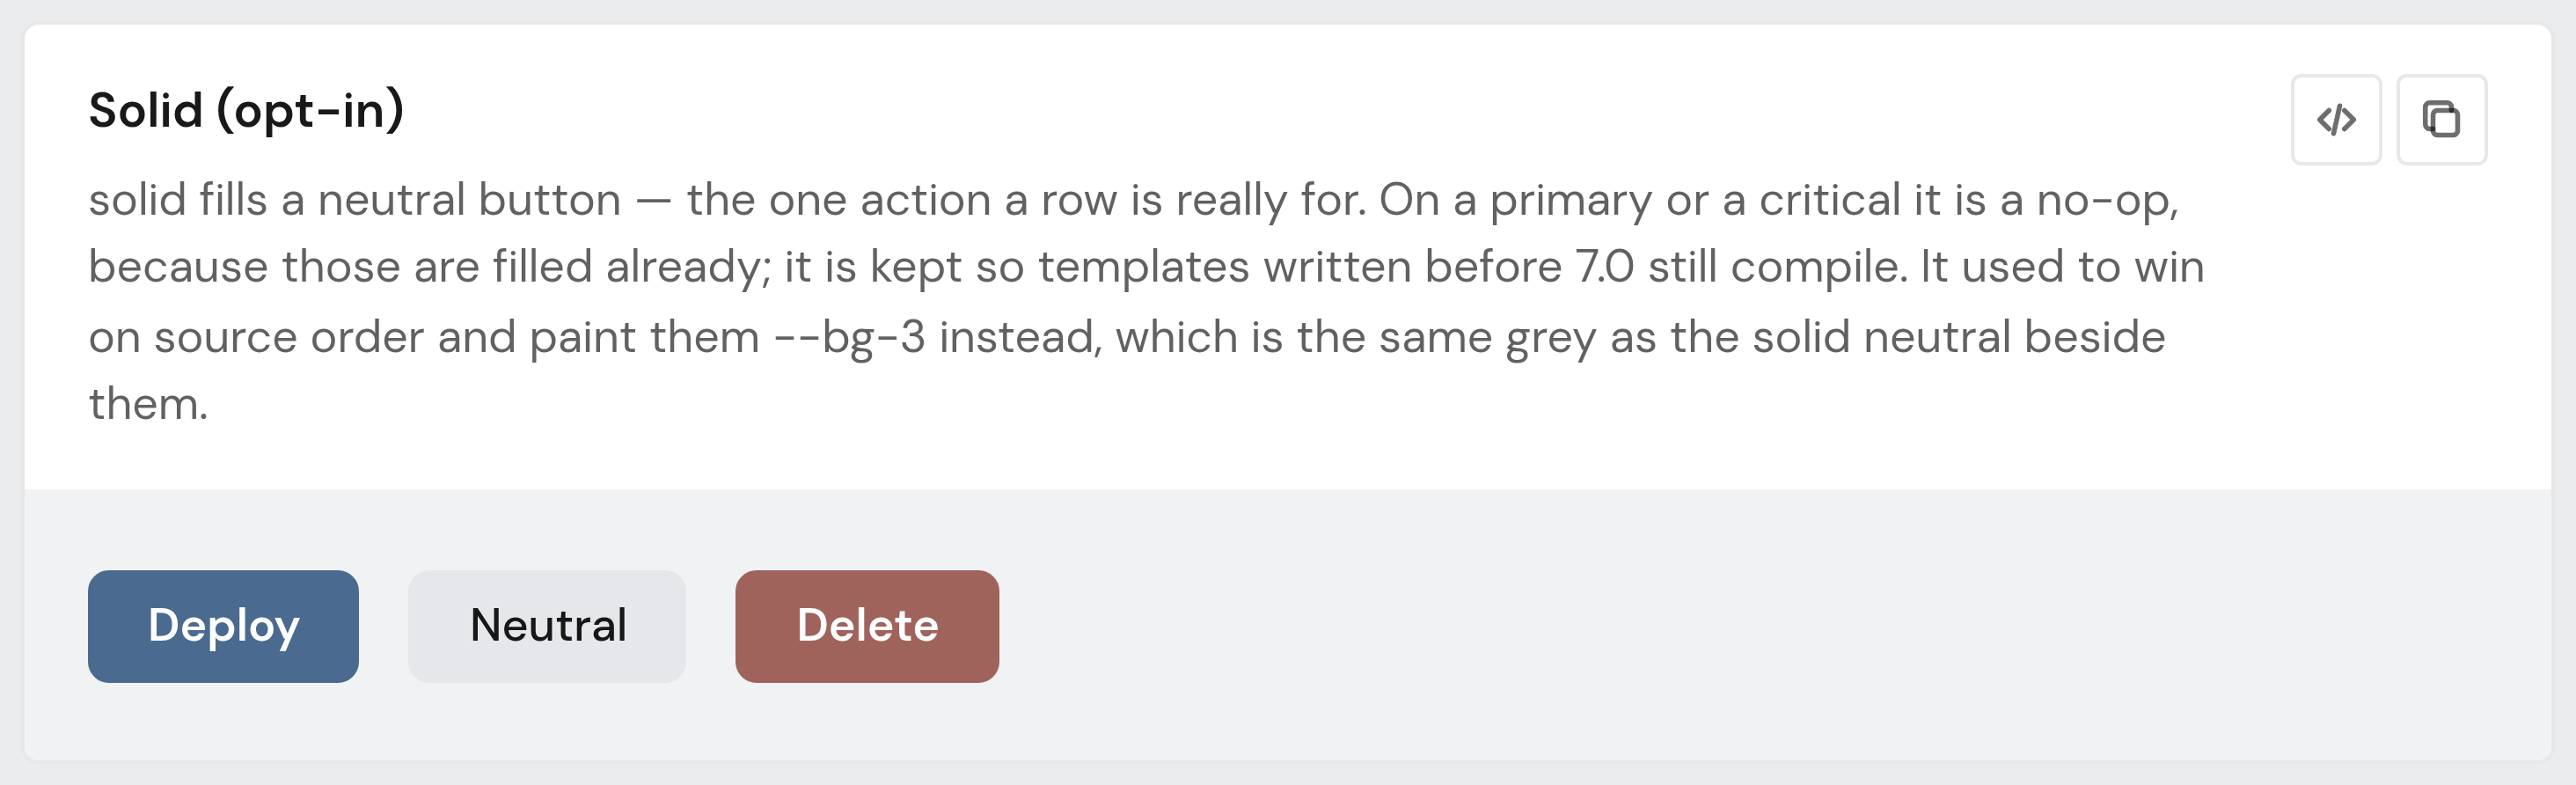 Solid (opt-in)
solid fills a neutral button — the one action a row is really for. On a primary or a critical it is a no-op,
because those are filled already; it is kept so templates written before 7.0 still compile. It used to win
on source order and paint them --bg-3 instead, which is the same grey as the solid neutral beside
them.
Deploy
Neutral
Delete